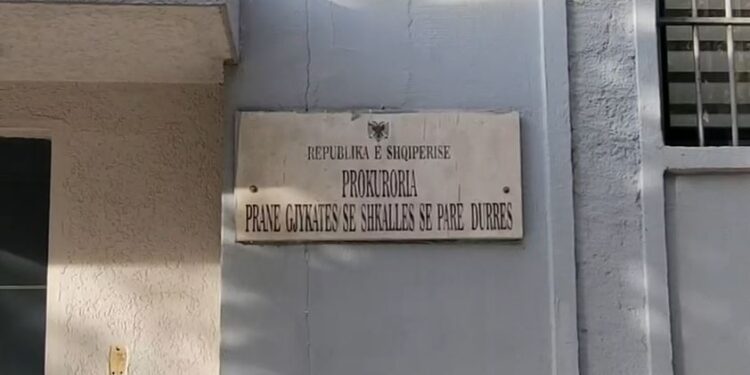 REPUBLIKA E SHQIPERISE
PROKURORIA
PRANE GJYKATES SE SHKALLES SE PARE DURRES